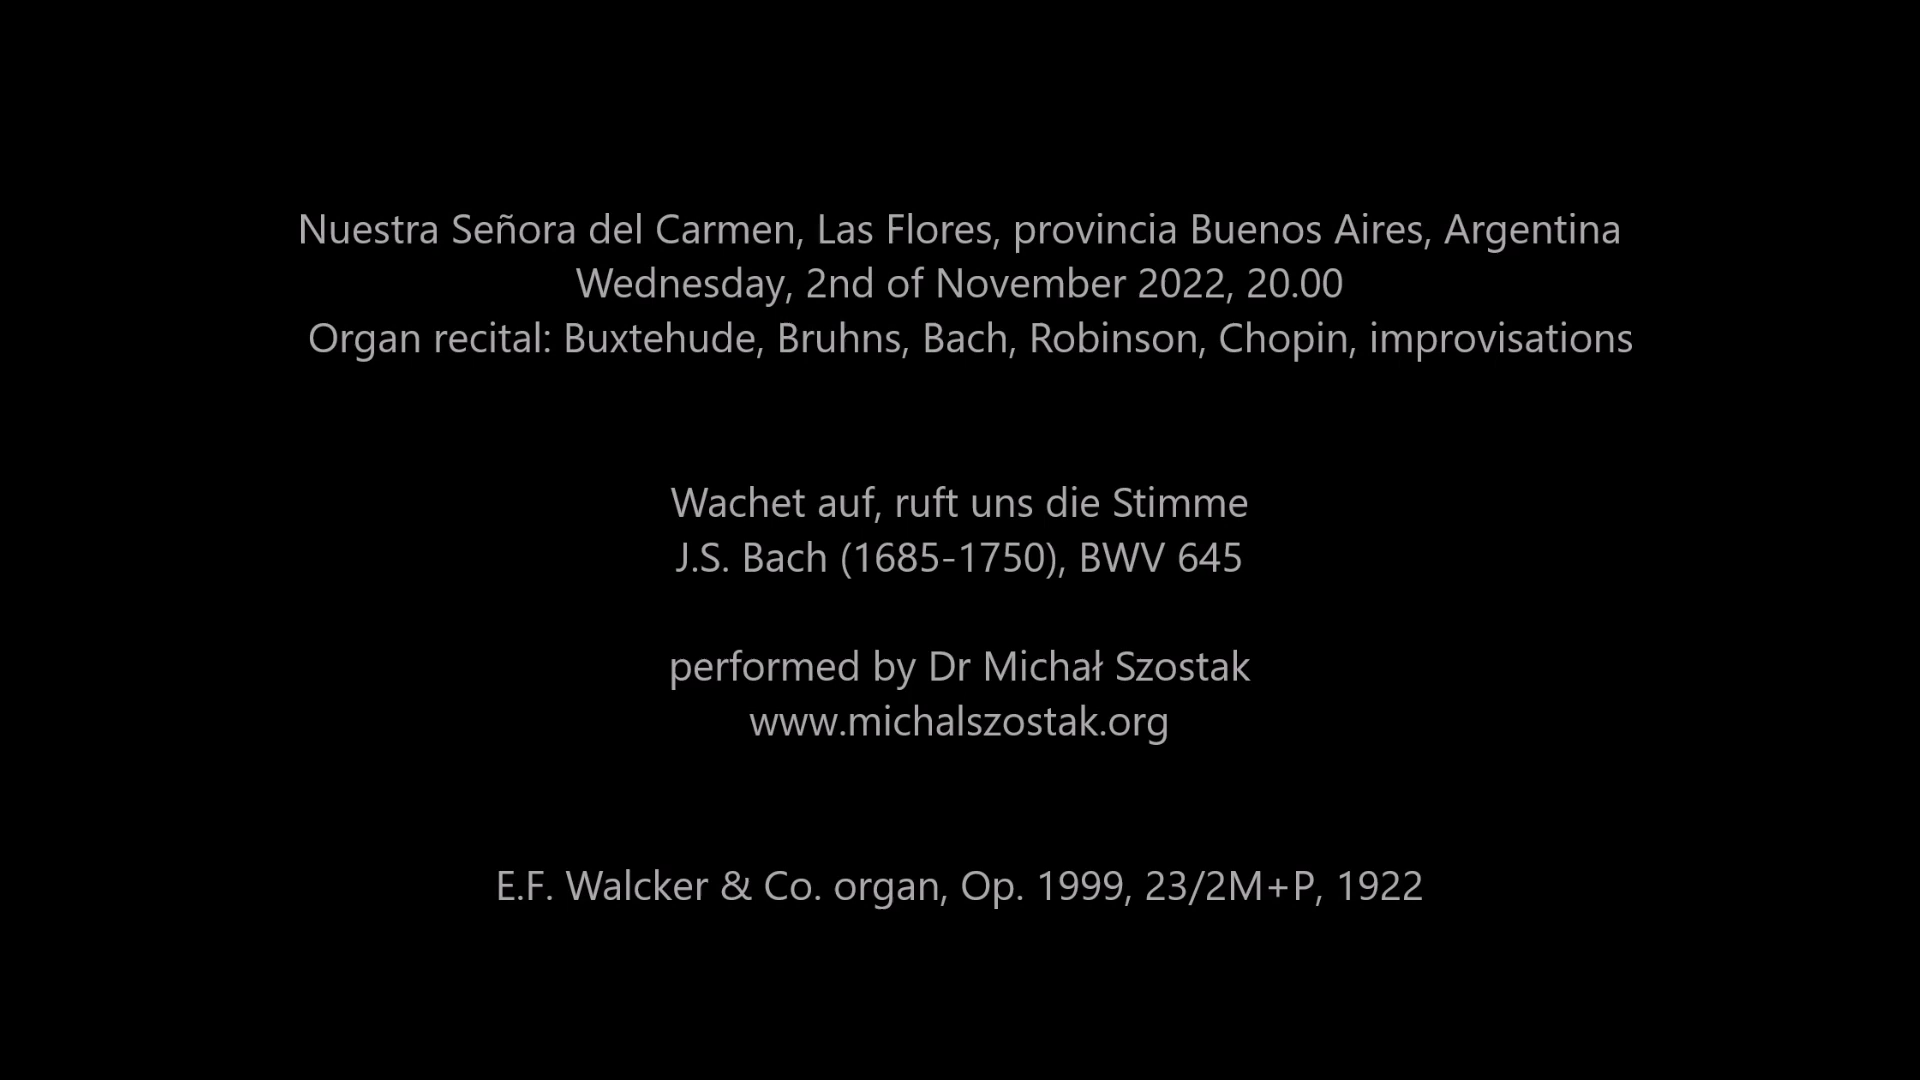 Nuestra Señora del Carmen, Las Flores, provincia Buenos Aires, Argentina
Wednesday, 2nd of November 2022, 20.00
Organ recital: Buxtehude, Bruhns, Bach, Robinson, Chopin, improvisations
Wachet auf, ruft uns die Stimme
J.S. Bach (1685-1750), BWV 645
performed by Dr Michał Szostak
www.michalszostak.org
E.F. Walcker & Co. organ, Op. 1999, 23/2M+P, 1922